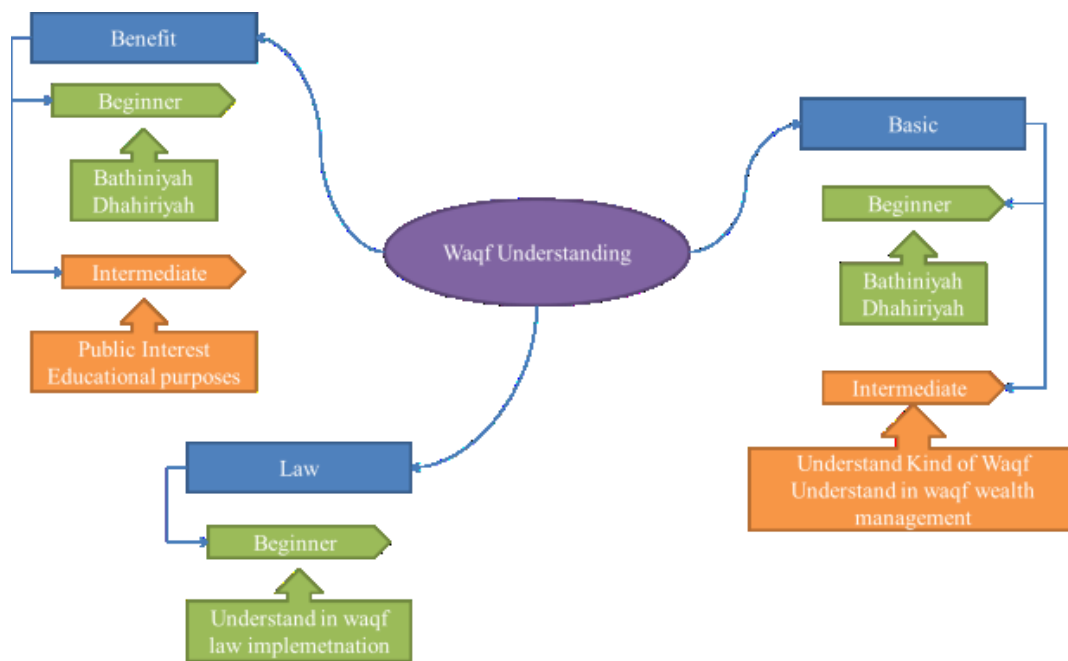 Benefit
Beginner
Bathiniyah
Dhahiriyah
Intermediate
Public Interest
Educational purposes
Waqf Understanding
Basic
Beginner
Bathiniyah
Dhahiriyah
Intermediate
Understand Kind of Waqf
Understand in waqf wealth
management
Law
Beginner
Understand in waqf
law implemetnation